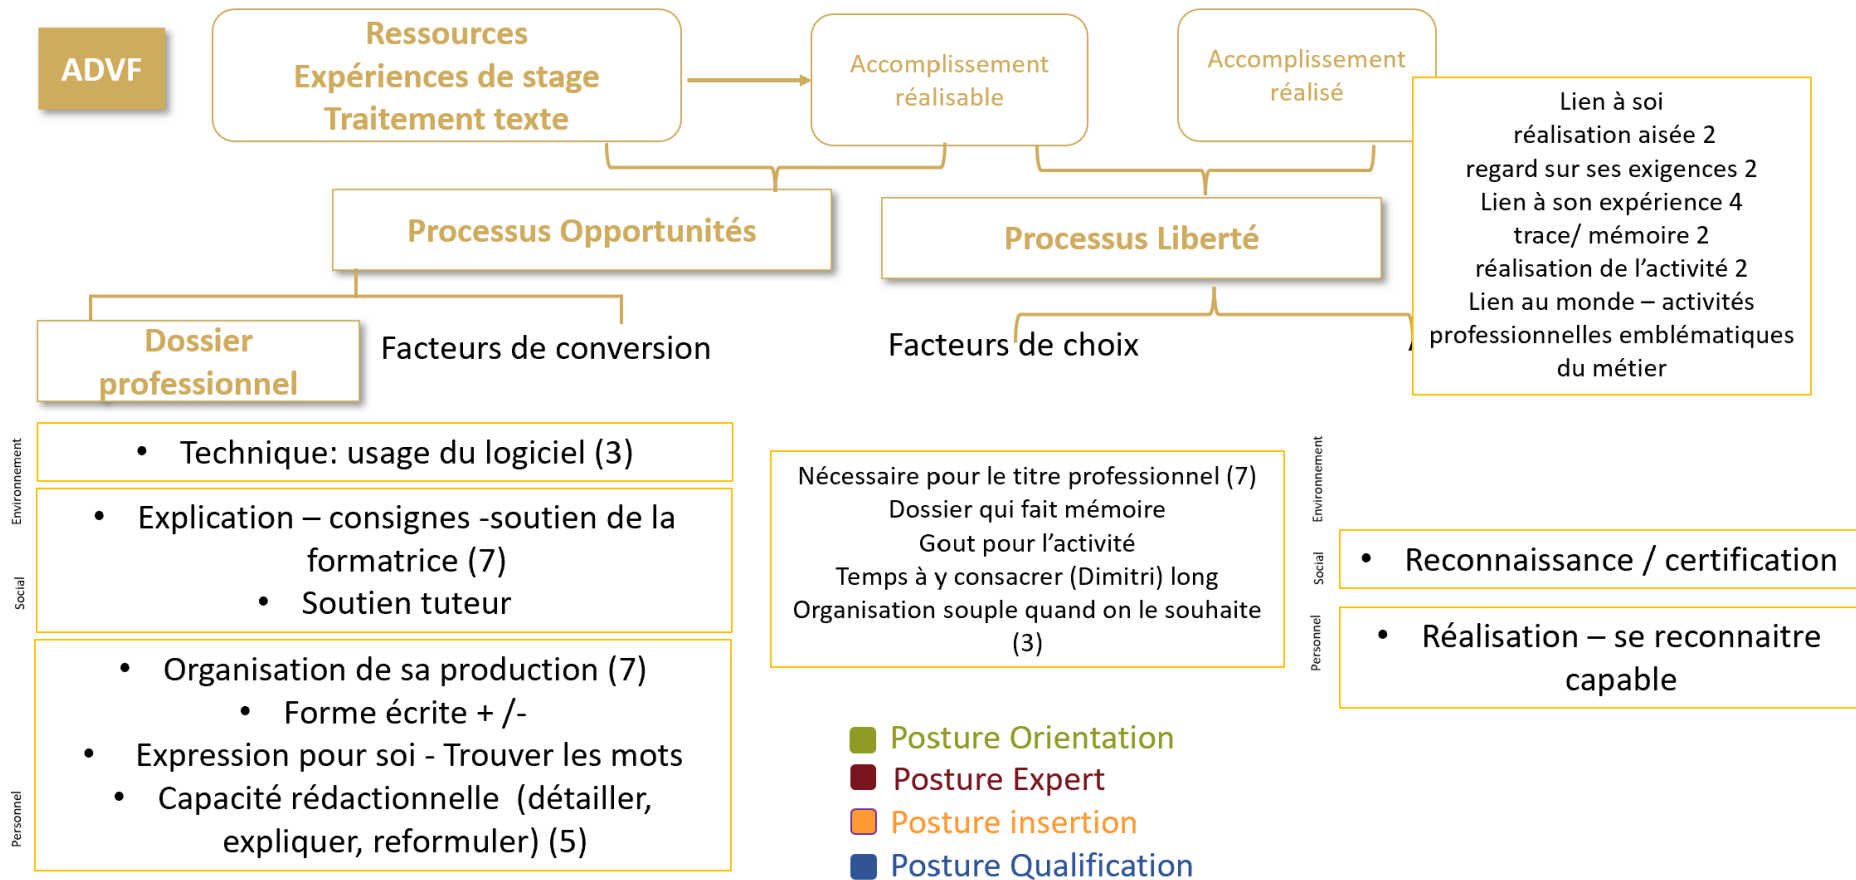 ADVF
Ressources
Expériences de stage
Traitement texte
Accomplissement
réalisable
Accomplissement
réalisé
Lien à soi
réalisation aisée 2
regard sur ses exigences 2
Lien à son expérience 4
trace/ mémoire 2
réalisation de l’activité 2
Lien au monde – activités
professionnelles emblématiques
du métier
Processus Opportunités
Processus Liberté
Dossier
professionnel
Facteurs de conversion
Facteurs de choix
Environnement
• Technique: usage du logiciel (3)
Social
• Explication – consignes -soutien de la
formatrice (7)
• Soutien tuteur
Personnel
• Organisation de sa production (7)
• Forme écrite + /-
• Expression pour soi - Trouver les mots
• Capacité rédactionnelle (détailler,
expliquer, reformuler) (5)
Nécessaire pour le titre professionnel (7)
Dossier qui fait mémoire
Gout pour l’activité
Temps à y consacrer (Dimitri) long
Organisation souple quand on le souhaite
(3)
Environnement
Social
• Reconnaissance / certification
Personnel
• Réalisation – se reconnaitre
capable
Posture Orientation
Posture Expert
Posture insertion
Posture Qualification